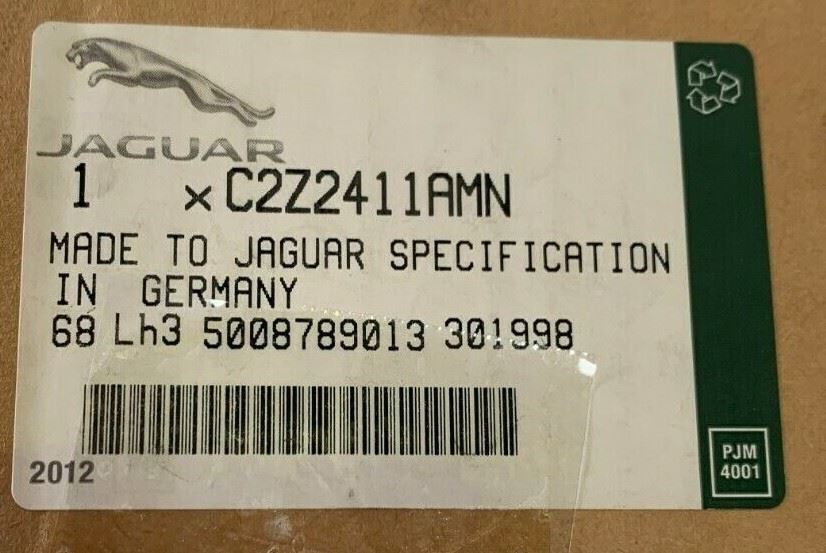 JAGUAR
1 x C2Z2411AMN
MADE TO JAGUAR SPECIFICATION
IN GERMANY
68 Lh3 5008789013 301998
2012
PJM
4001